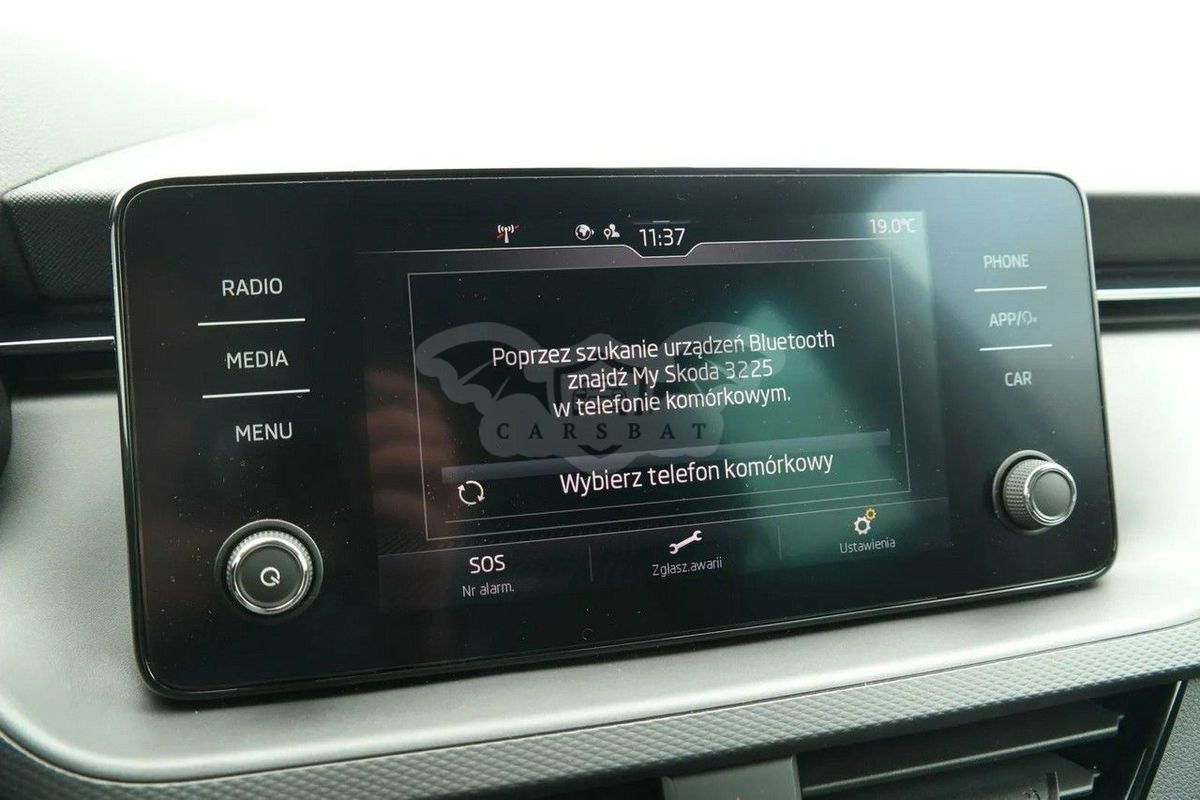 11:37
19.0°C
RADIO
MEDIA
MENU
PHONE
APP/
CAR
Poprzez szukanie urządzeń Bluetooth
znajdź My Skoda 3225
w telefonie komórkowym.
CARSBAT
Wybierz telefon komórkowy
SOS
Nr alarm.
Zgłasz.awarii
Ustawienia